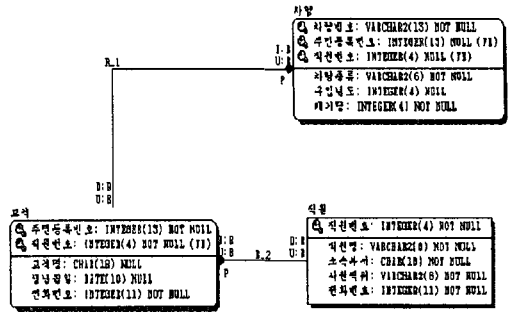 차량
차량번호: VARCHAR2(13) NOT NULL
주민등록번호: INTEGER(13) NULL (FK)
직원번호: INTEGER(4) NULL (FK)
차량종류: VARCHAR2(6) NOT NULL
구입년도: INTEGER(4) NULL
배기량: INTEGER(4) NOT NULL
R_1
I:R
U:R
P
D:R
U:R
고객
주민등록번호: INTEGER(13) NOT NULL
직원번호: INTEGER(4) NOT NULL (FK)
고객명: CHAR(18) NULL
DATE(10) NULL
전화번호: INTEGER(11) NOT NULL
D:R
U:R
P
R_2
D:R
U:R
직원
직원번호: INTEGER(4) NOT NULL
직원명: VARCHAR2(8) NOT NULL
소속부서: CHAR(18) NOT NULL
사원직위: VARCHAR2(8) NOT NULL
전화번호: INTEGER(11) NOT NULL